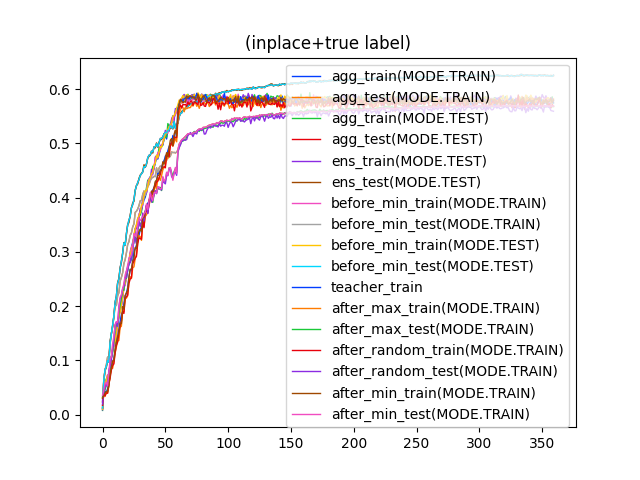 (inplace+true label)
0.6
0.5
0.4
0.3
0.2
0.1
0.0
agg_train(MODE.TRAIN)
agg_test(MODE.TRAIN)
agg_train(MODE.TEST)
agg_test(MODE.TEST)
ens_train(MODE.TEST)
ens_test(MODE.TEST)
before_min_train(MODE.TRAIN)
before_min_test(MODE.TRAIN)
before_min_train(MODE.TEST)
before_min_test(MODE.TEST)
teacher_train
after_max_train(MODE.TRAIN)
after_max_test(MODE.TRAIN)
after_random_train(MODE.TRAIN)
after_random_test(MODE.TRAIN)
after_min_train(MODE.TRAIN)
after_min_test(MODE.TRAIN)
0 50 100 150 200 250 300 350